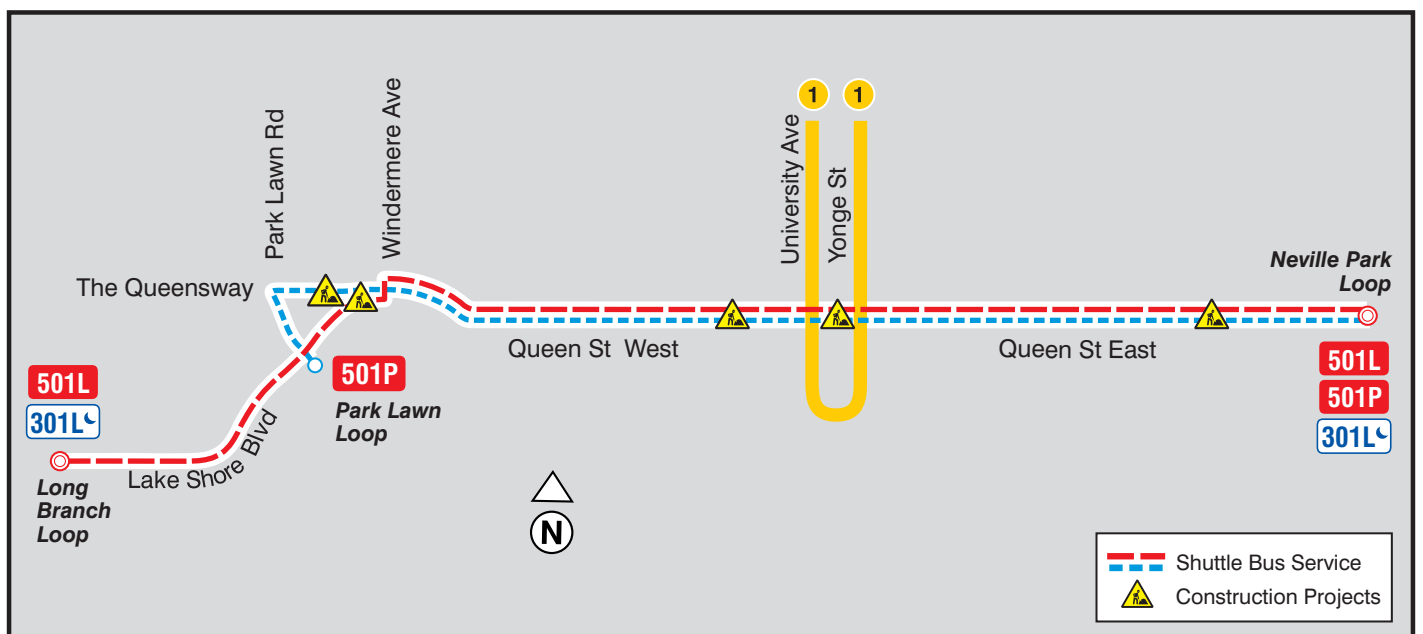 Park Lawn Rd
Windermere Ave
1
1
University Ave
Yonge St
The Queensway
Neville Park
Loop
Queen St West
Queen St East
501L
301L
501P
Park Lawn
Loop
501L
501P
301L
Lake Shore Blvd
Long
Branch
Loop
N
Shuttle Bus Service
Construction Projects